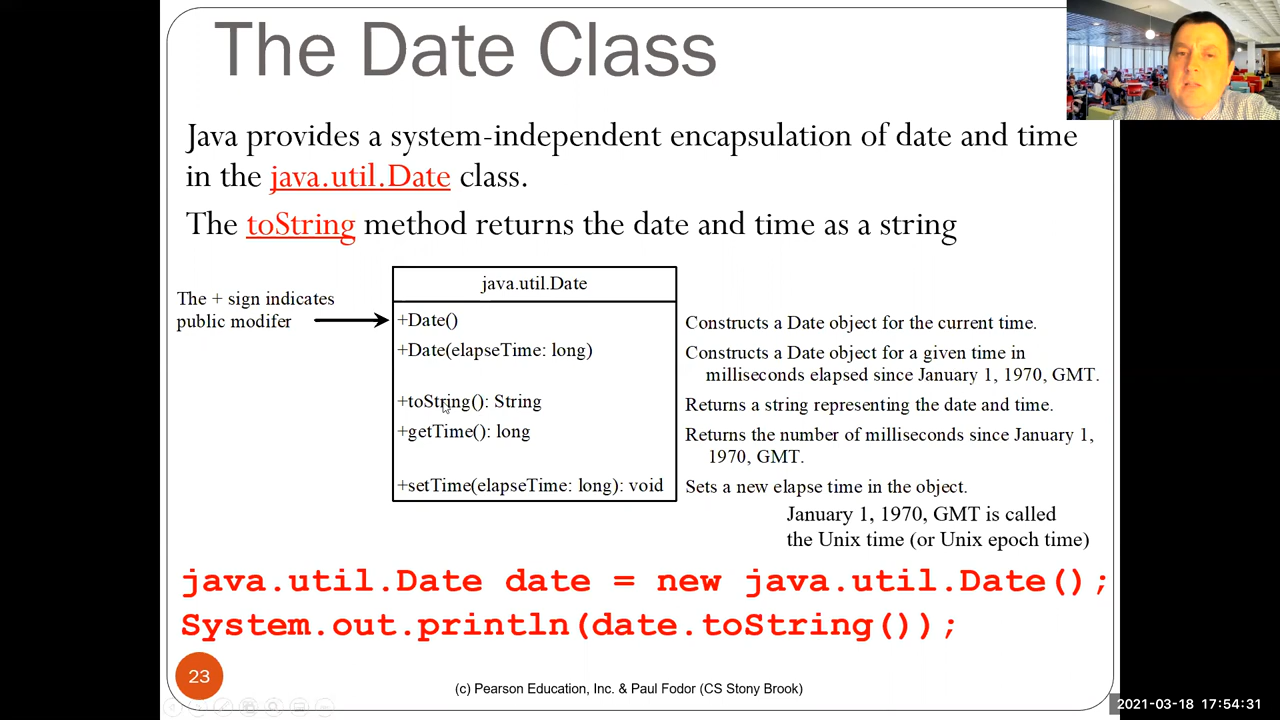 The Date Class
Java provides a system-independent encapsulation of date and time
in the java.util.Date class.
The toString method returns the date and time as a string
The + sign indicates
public modifer
java.util.Date
+Date()
Constructs a Date object for the current time.
+Date(elapseTime: long)
Constructs a Date object for a given time in
milliseconds elapsed since January 1, 1970, GMT.
+toString(): String
Returns a string representing the date and time.
+getTime(): long
Returns the number of milliseconds since January 1,
1970, GMT.
+setTime(elapseTime: long): void
Sets a new elapse time in the object.
January 1, 1970, GMT is called
the Unix time (or Unix epoch time)
java.util.Date date = new java.util.Date();
System.out.println(date.toString());
23
(c) Pearson Education, Inc. & Paul Fodor (CS Stony Brook)
2021-03-18 17:54:31